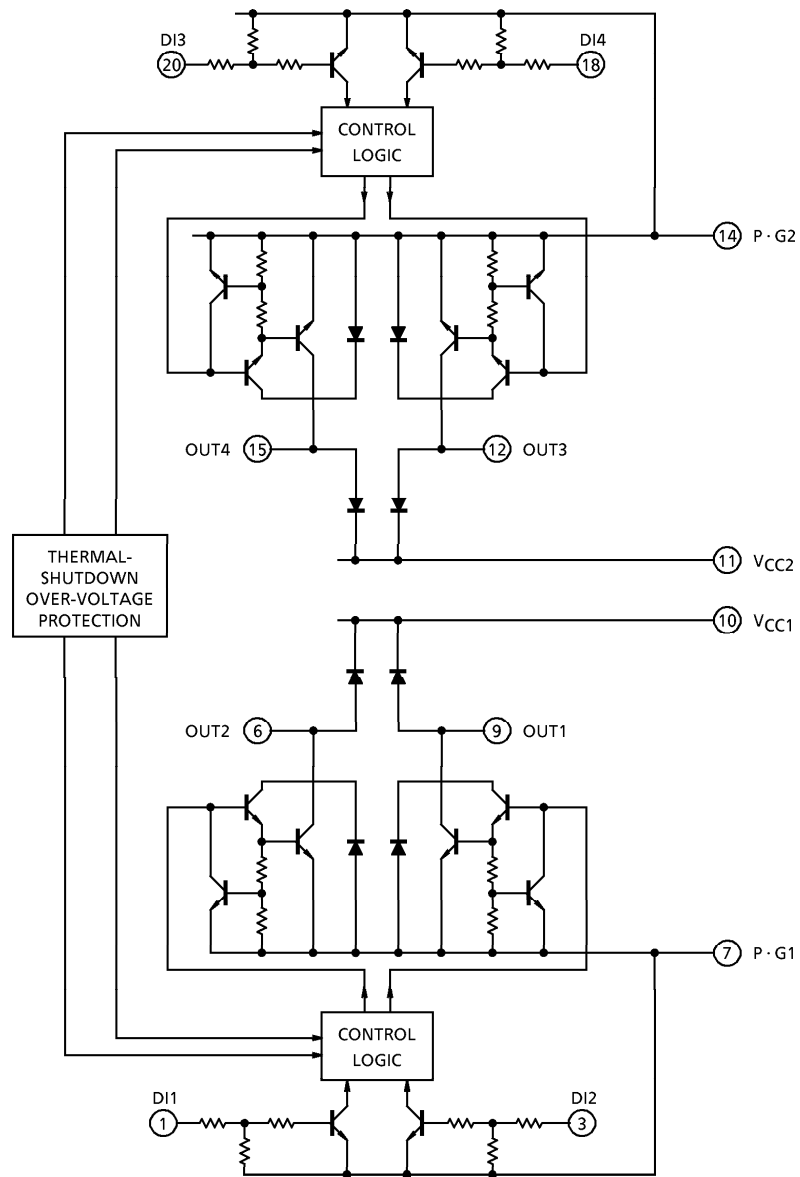 DI3
20
DI4
18
CONTROL
LOGIC
14
P · G2
OUT4
15
12
OUT3
11
VCC2
THERMAL-
SHUTDOWN
OVER-VOLTAGE
PROTECTION
10
VCC1
OUT2
6
9
OUT1
7
P · G1
CONTROL
LOGIC
DI1
1
DI2
3